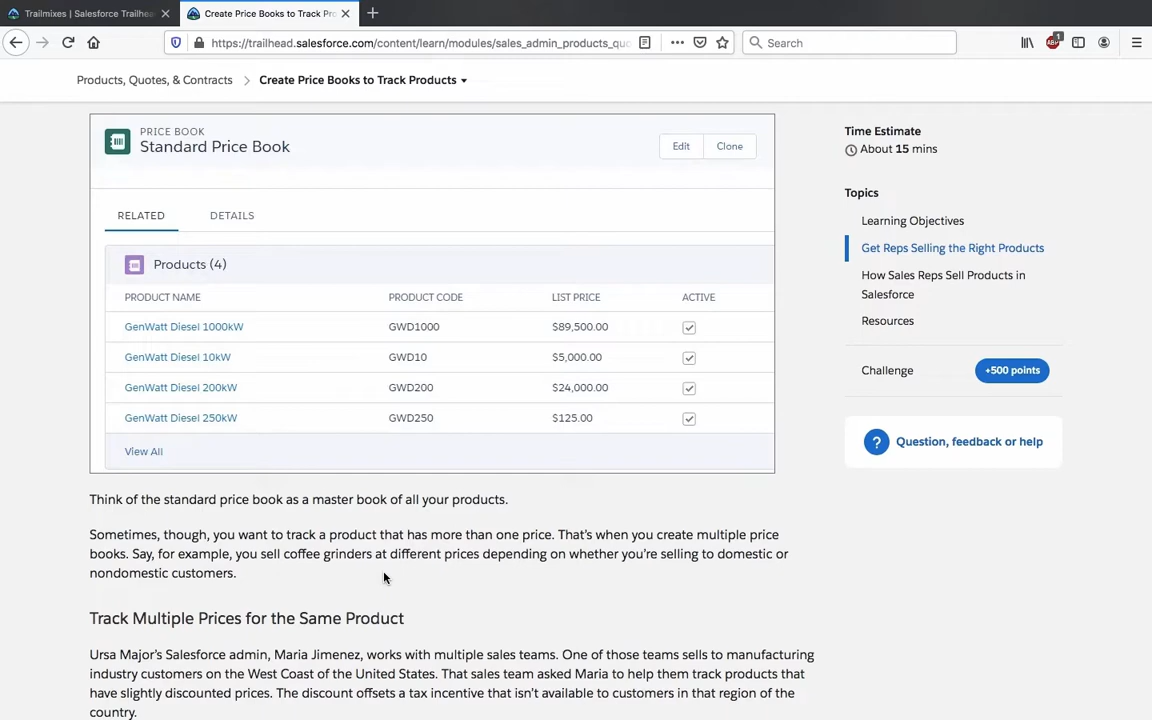 Trailmixes | Salesforce Trailhea
Create Price Books to Track Pro
https://trailhead.salesforce.com/content/learn/modules/sales_admin_products_quo
Search
1
Products, Quotes, & Contracts
Create Price Books to Track Products
PRICE BOOK
Standard Price Book
Edit
Clone
RELATED
DETAILS
Products (4)
PRODUCT NAME PRODUCT CODE LIST PRICE ACTIVE
GenWatt Diesel 1000kW GWD1000 $89,500.00
GenWatt Diesel 10kW GWD10 $5,000.00
GenWatt Diesel 200kW GWD200 $24,000.00
GenWatt Diesel 250kW GWD250 $125.00
View All
Think of the standard price book as a master book of all your products.
Sometimes, though, you want to track a product that has more than one price. That's when you create multiple price
books. Say, for example, you sell coffee grinders at different prices depending on whether you're selling to domestic or
nondomestic customers.
Track Multiple Prices for the Same Product
Ursa Major's Salesforce admin, Maria Jimenez, works with multiple sales teams. One of those teams sells to manufacturing
industry customers on the West Coast of the United States. That sales team asked Maria to help them track products that
have slightly discounted prices. The discount offsets a tax incentive that isn't available to customers in that region of the
country.
Time Estimate
About 15 mins
Topics
Learning Objectives
Get Reps Selling the Right Products
How Sales Reps Sell Products in
Salesforce
Resources
Challenge
+500 points
? Question, feedback or help